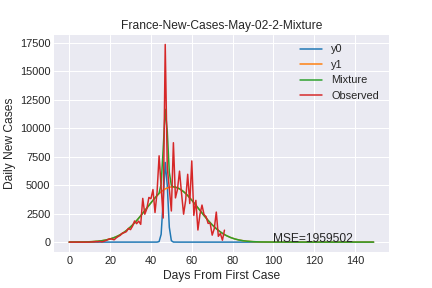 France-New-Cases-May-02-2-Mixture
17500
15000
12500
10000
7500
5000
2500
0
Daily New Cases
y0
y1
Mixture
Observed
MSE=1959502
0 20 40 60 80 100 120 140
Days From First Case